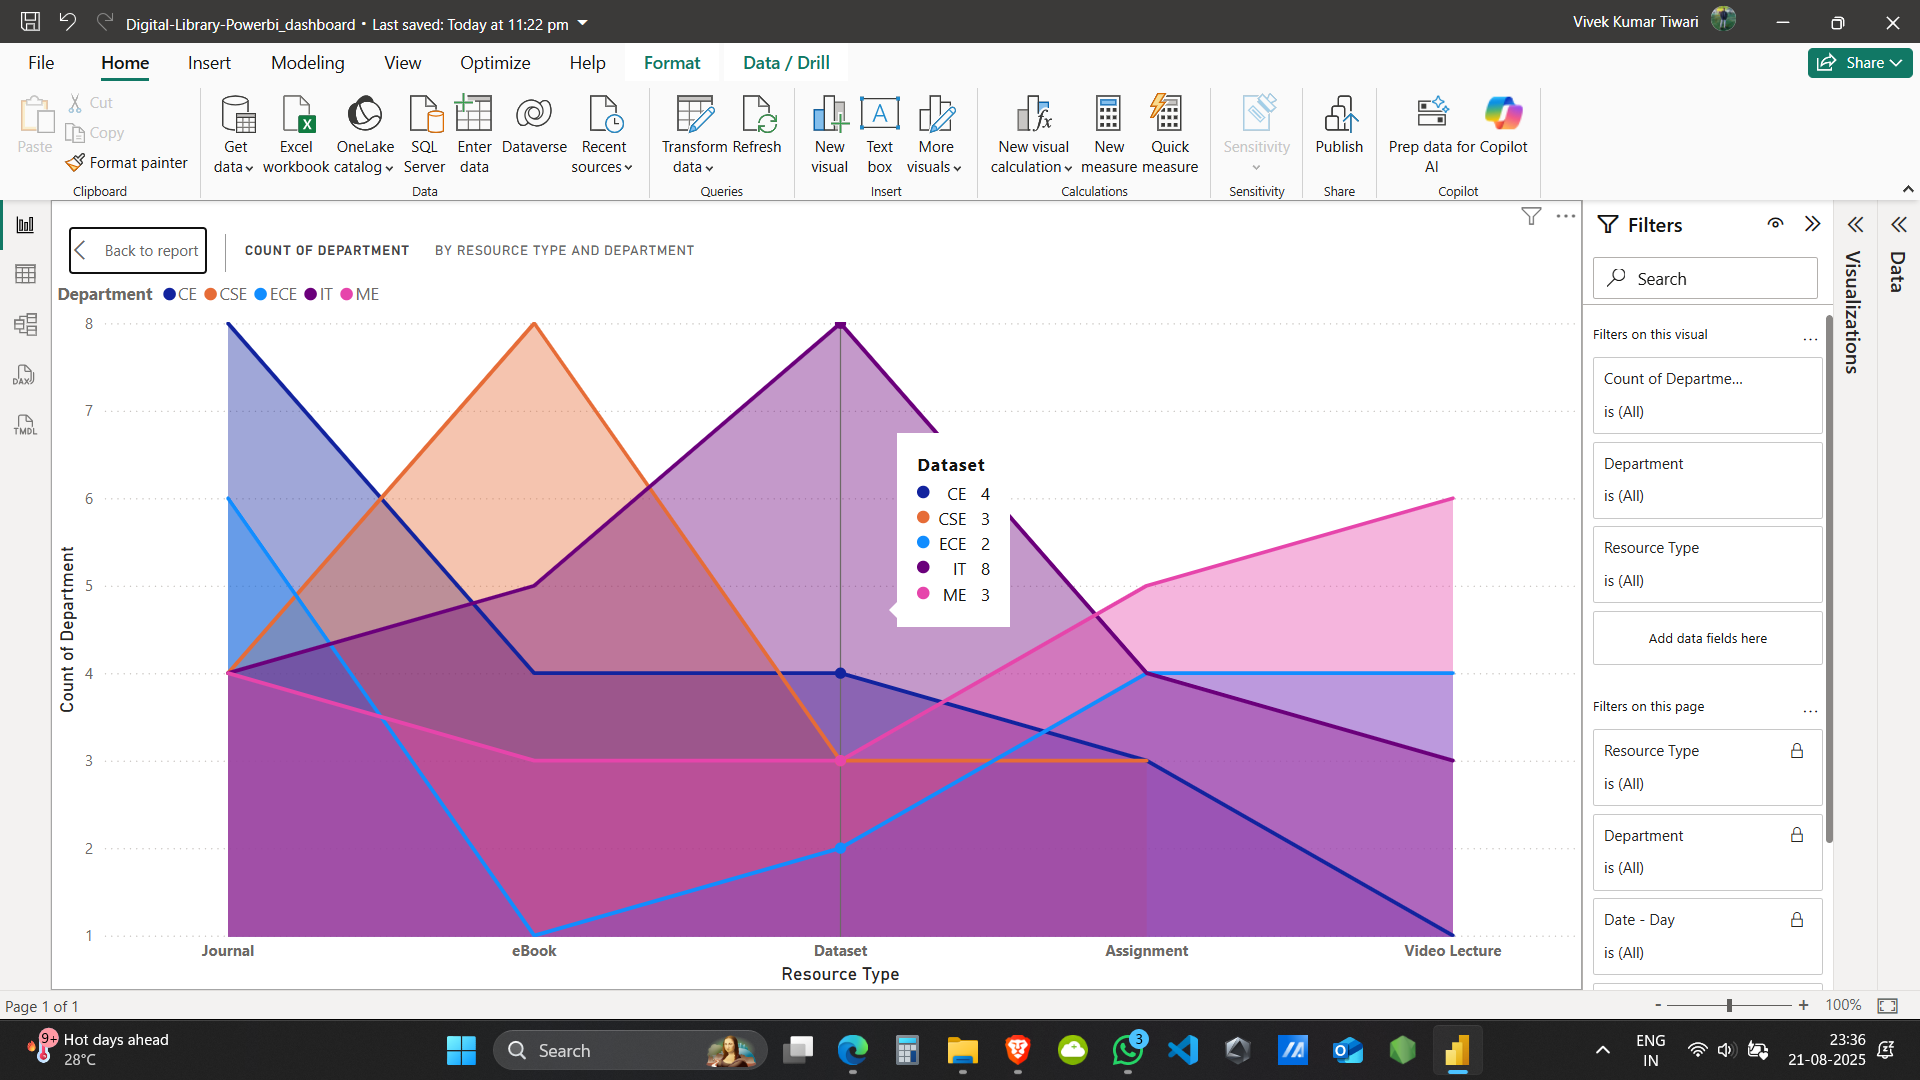 Digital-Library-Powerbi_dashboard • Last saved: Today at 11:22 pm
Vivek Kumar Tiwari
File Home Insert Modeling View Optimize Help Format Data / Drill
Share
Paste
Cut
Copy
Format painter
Clipboard
Get data
Excel workbook
OneLake catalog
SQL Server
Enter data
Dataverse
Recent sources
Data
Transform data
Refresh
Queries
New visual
Text box
More visuals
Insert
New visual calculation
New measure
Quick measure
Calculations
Sensitivity
Sensitivity
Publish
Share
Prep data for AI
Copilot
Copilot
DAX
TMDL
Back to report
COUNT OF DEPARTMENT
BY RESOURCE TYPE AND DEPARTMENT
Department CE CSE ECE IT ME
8
7
6
5
4
3
2
1
Count of Department
Dataset
CE 4
CSE 3
ECE 2
IT 8
ME 3
Journal eBook Dataset Assignment Video Lecture
Resource Type
Filters
Search
Filters on this visual
...
Count of Departme...
is (All)
Department
is (All)
Resource Type
is (All)
Add data fields here
Filters on this page
...
Resource Type
is (All)
Department
is (All)
Date - Day
is (All)
Visualizations
Data
Page 1 of 1
- + 100%
9+
Hot days ahead
28°C
Search
3
ENG
IN
23:36
21-08-2025